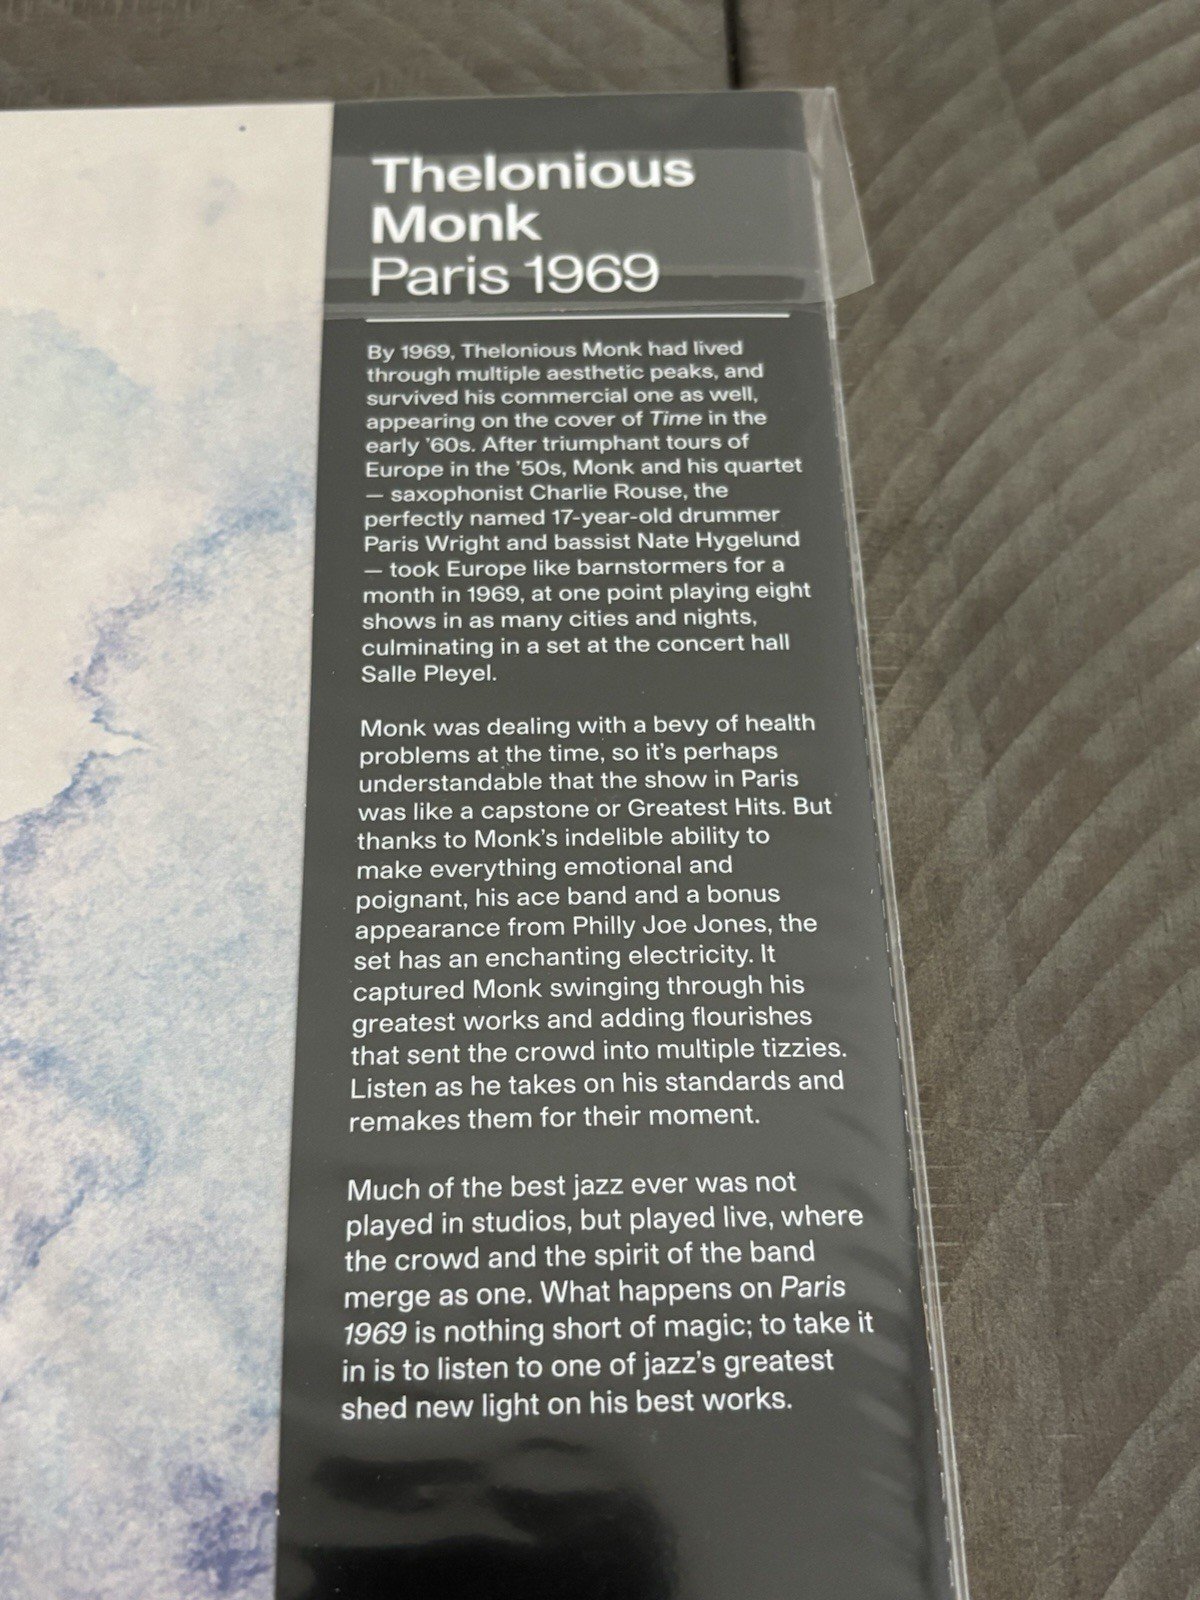 Thelonious
Monk
Paris 1969
By 1969, Thelonious Monk had lived
through multiple aesthetic peaks, and
survived his commercial one as well,
appearing on the cover of Time in the
early '60s. After triumphant tours of
Europe in the '50s, Monk and his quartet
— saxophonist Charlie Rouse, the
perfectly named 17-year-old drummer
Paris Wright and bassist Nate Hygelund
— took Europe like barnstormers for a
month in 1969, at one point playing eight
shows in as many cities and nights,
culminating in a set at the concert hall
Salle Pleyel.
Monk was dealing with a bevy of health
problems at the time, so it's perhaps
understandable that the show in Paris
was like a capstone or Greatest Hits. But
thanks to Monk's indelible ability to
make everything emotional and
poignant, his ace band and a bonus
appearance from Philly Joe Jones, the
set has an enchanting electricity. It
captured Monk swinging through his
greatest works and adding flourishes
that sent the crowd into multiple tizzies.
Listen as he takes on his standards and
remakes them for their moment.
Much of the best jazz ever was not
played in studios, but played live, where
the crowd and the spirit of the band
merge as one. What happens on Paris
1969 is nothing short of magic; to take it
in is to listen to one of jazz's greatest
shed new light on his best works.